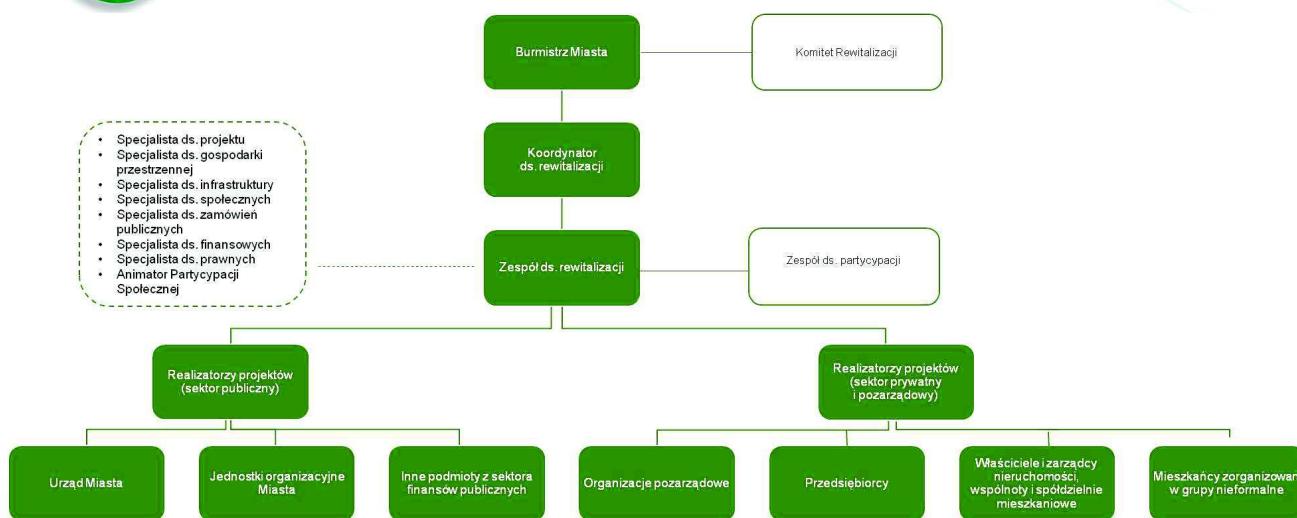 Burmistrz Miasta
Komitet Rewitalizacji
• Specjalista ds. projektu
• Specjalista ds. gospodarki
przestrzennej
• Specjalista ds. infrastruktury
• Specjalista ds. społecznych
• Specjalista ds. zamówień
publicznych
• Specjalista ds. finansowych
• Specjalista ds. prawnych
• Animator Partycypacji
Społecznej
Koordynator
ds. rewitalizacji
Zespół ds. rewitalizacji
Zespół ds. partycypacji
Realizatorzy projektów
(sektor publiczny)
Realizatorzy projektów
(sektor prywatny
i pozarządowy)
Urząd Miasta
Jednostki organizacyjne
Miasta
Inne podmioty z sektora
finansów publicznych
Organizacje pozarządowe
Przedsiębiorcy
Właściciele i zarządcy
nieruchomości,
wspólnoty i spółdzielnie
mieszkaniowe
Mieszkańcy zorganizowan
w grupy nieformalne